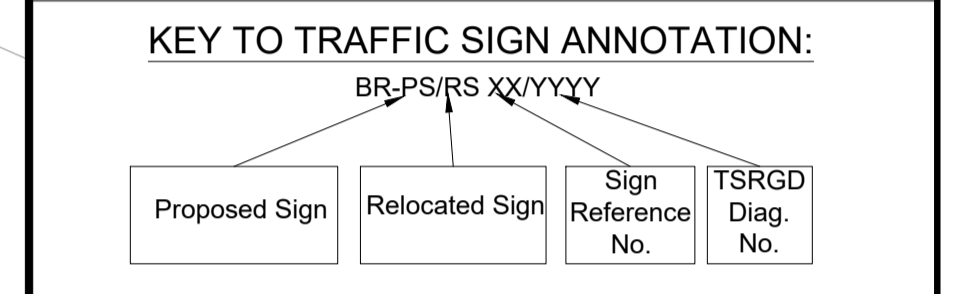 KEY TO TRAFFIC SIGN ANNOTATION:
BR-PS/RS XX/YYYY
Proposed Sign
Relocated Sign
Sign
Reference
No.
TSRGD
Diag.
No.